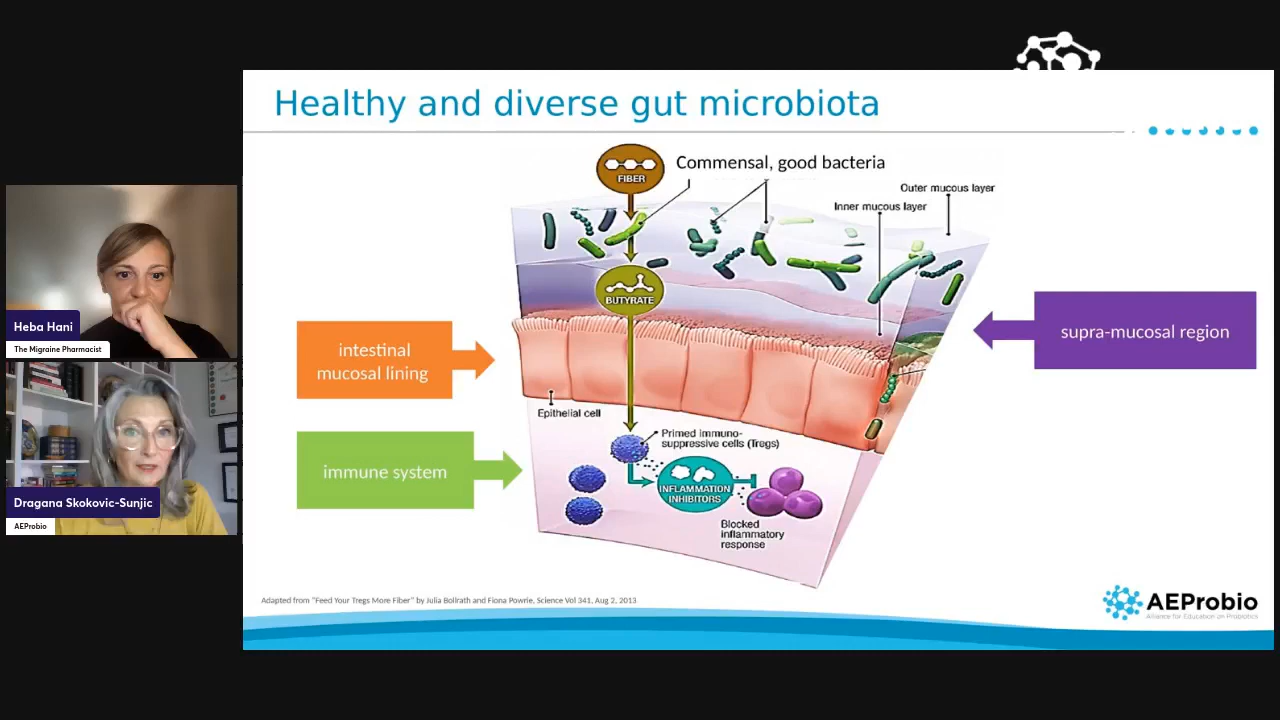 Healthy and diverse gut microbiota
FIBER
Commensal, good bacteria
Outer mucous layer
Inner mucous layer
BUTYRATE
intestinal
mucosal lining
supra-mucosal region
Epithelial cell
Primed immuno-
suppressive cells (Tregs)
immune system
INFLAMMATION
INHIBITORS
Blocked
inflammatory
response
Adapted from "Feed Your Tregs More Fiber" by Julia Bollrath and Fiona Powrie, Science Vol 341, Aug 2, 2013
AEProbio
Alliance for Education on Probiotics
Heba Hani
The Migraine Pharmacist
Dragana Skokovic-Sunjic
AEProbio